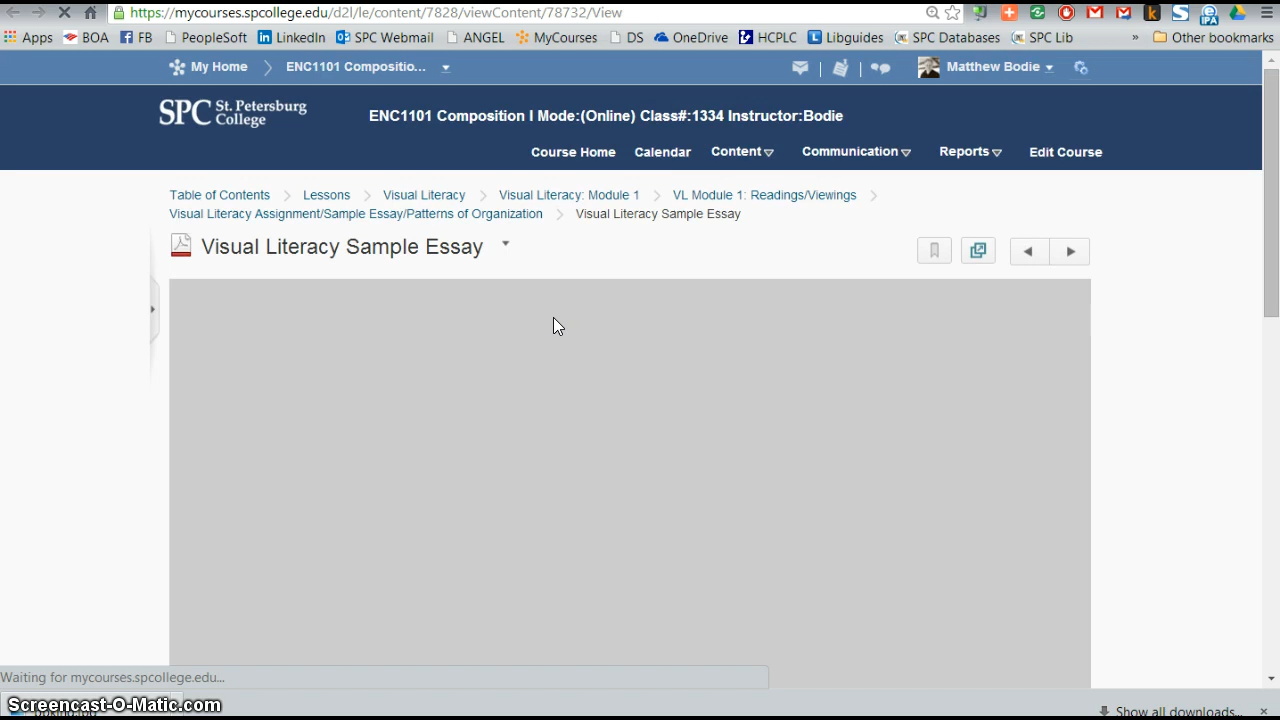 https://mycourses.spcollege.edu/d2l/le/content/7828/viewContent/78732/View
Apps BOA FB PeopleSoft LinkedIn SPC Webmail ANGEL MyCourses DS OneDrive HCPLC Libguides SPC Databases SPC Lib » Other bookmarks
My Home ENC1101 Compositio... Matthew Bodie
SPC St. Petersburg College
ENC1101 Composition I Mode:(Online) Class#:1334 Instructor:Bodie
Course Home Calendar Content Communication Reports Edit Course
Table of Contents Lessons Visual Literacy Visual Literacy: Module 1 VL Module 1: Readings/Viewings
Visual Literacy Assignment/Sample Essay/Patterns of Organization Visual Literacy Sample Essay
Visual Literacy Sample Essay
Waiting for mycourses.spcollege.edu...
Screencast-O-Matic.com
Show all downloads...